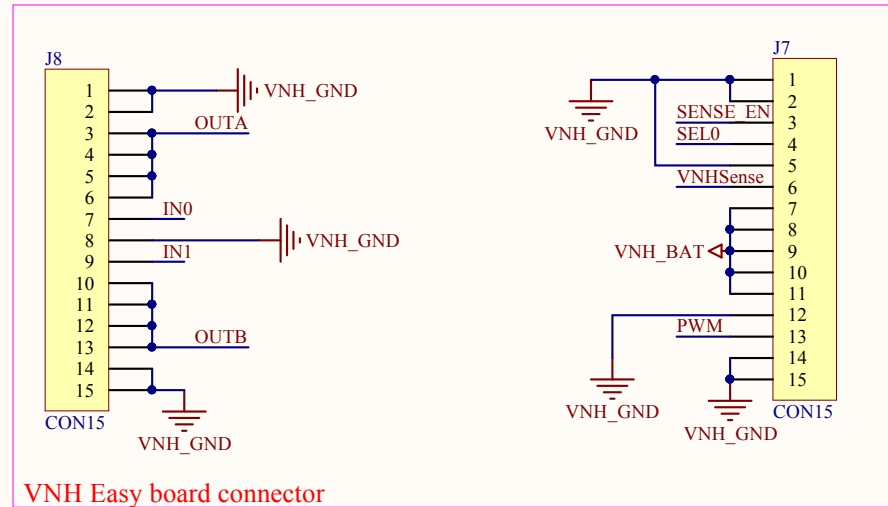 J8
1
2
3
4
5
6
7
8
9
10
11
12
13
14
15
CON15
VNH_GND
OUTA
IN0
VNH_GND
IN1
OUTB
VNH_GND
J7
1
2
3
4
5
6
7
8
9
10
11
12
13
14
15
CON15
VNH_GND
SENSE_EN
SEL0
VNHSense
VNH_BAT
PWM
VNH_GND
VNH_GND
VNH Easy board connector